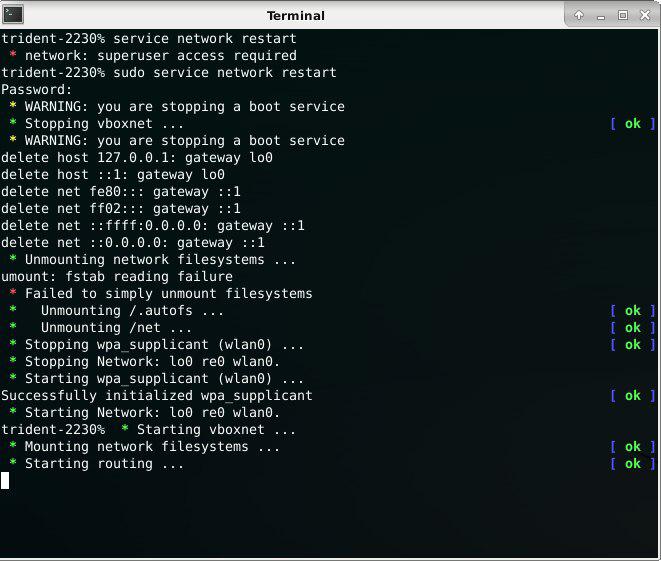 Terminal
trident-2230% service network restart
 * network: superuser access required
trident-2230% sudo service network restart
Password:
 * WARNING: you are stopping a boot service
 * Stopping vboxnet ... [ ok ]
 * WARNING: you are stopping a boot service
delete host 127.0.0.1: gateway lo0
delete host ::1: gateway lo0
delete net fe80::: gateway ::1
delete net ff02::: gateway ::1
delete net ::ffff:0.0.0.0: gateway ::1
delete net ::0.0.0.0: gateway ::1
 * Unmounting network filesystems ...
umount: fstab reading failure
 * Failed to simply unmount filesystems
 *   Unmounting /.autofs ... [ ok ]
 *   Unmounting /net ... [ ok ]
 * Stopping wpa_supplicant (wlan0) ... [ ok ]
 * Stopping Network: lo0 re0 wlan0.
 * Starting wpa_supplicant (wlan0) ...
Successfully initialized wpa_supplicant [ ok ]
 * Starting Network: lo0 re0 wlan0.
trident-2230%  * Starting vboxnet ...
 * Mounting network filesystems ... [ ok ]
 * Starting routing ... [ ok ]